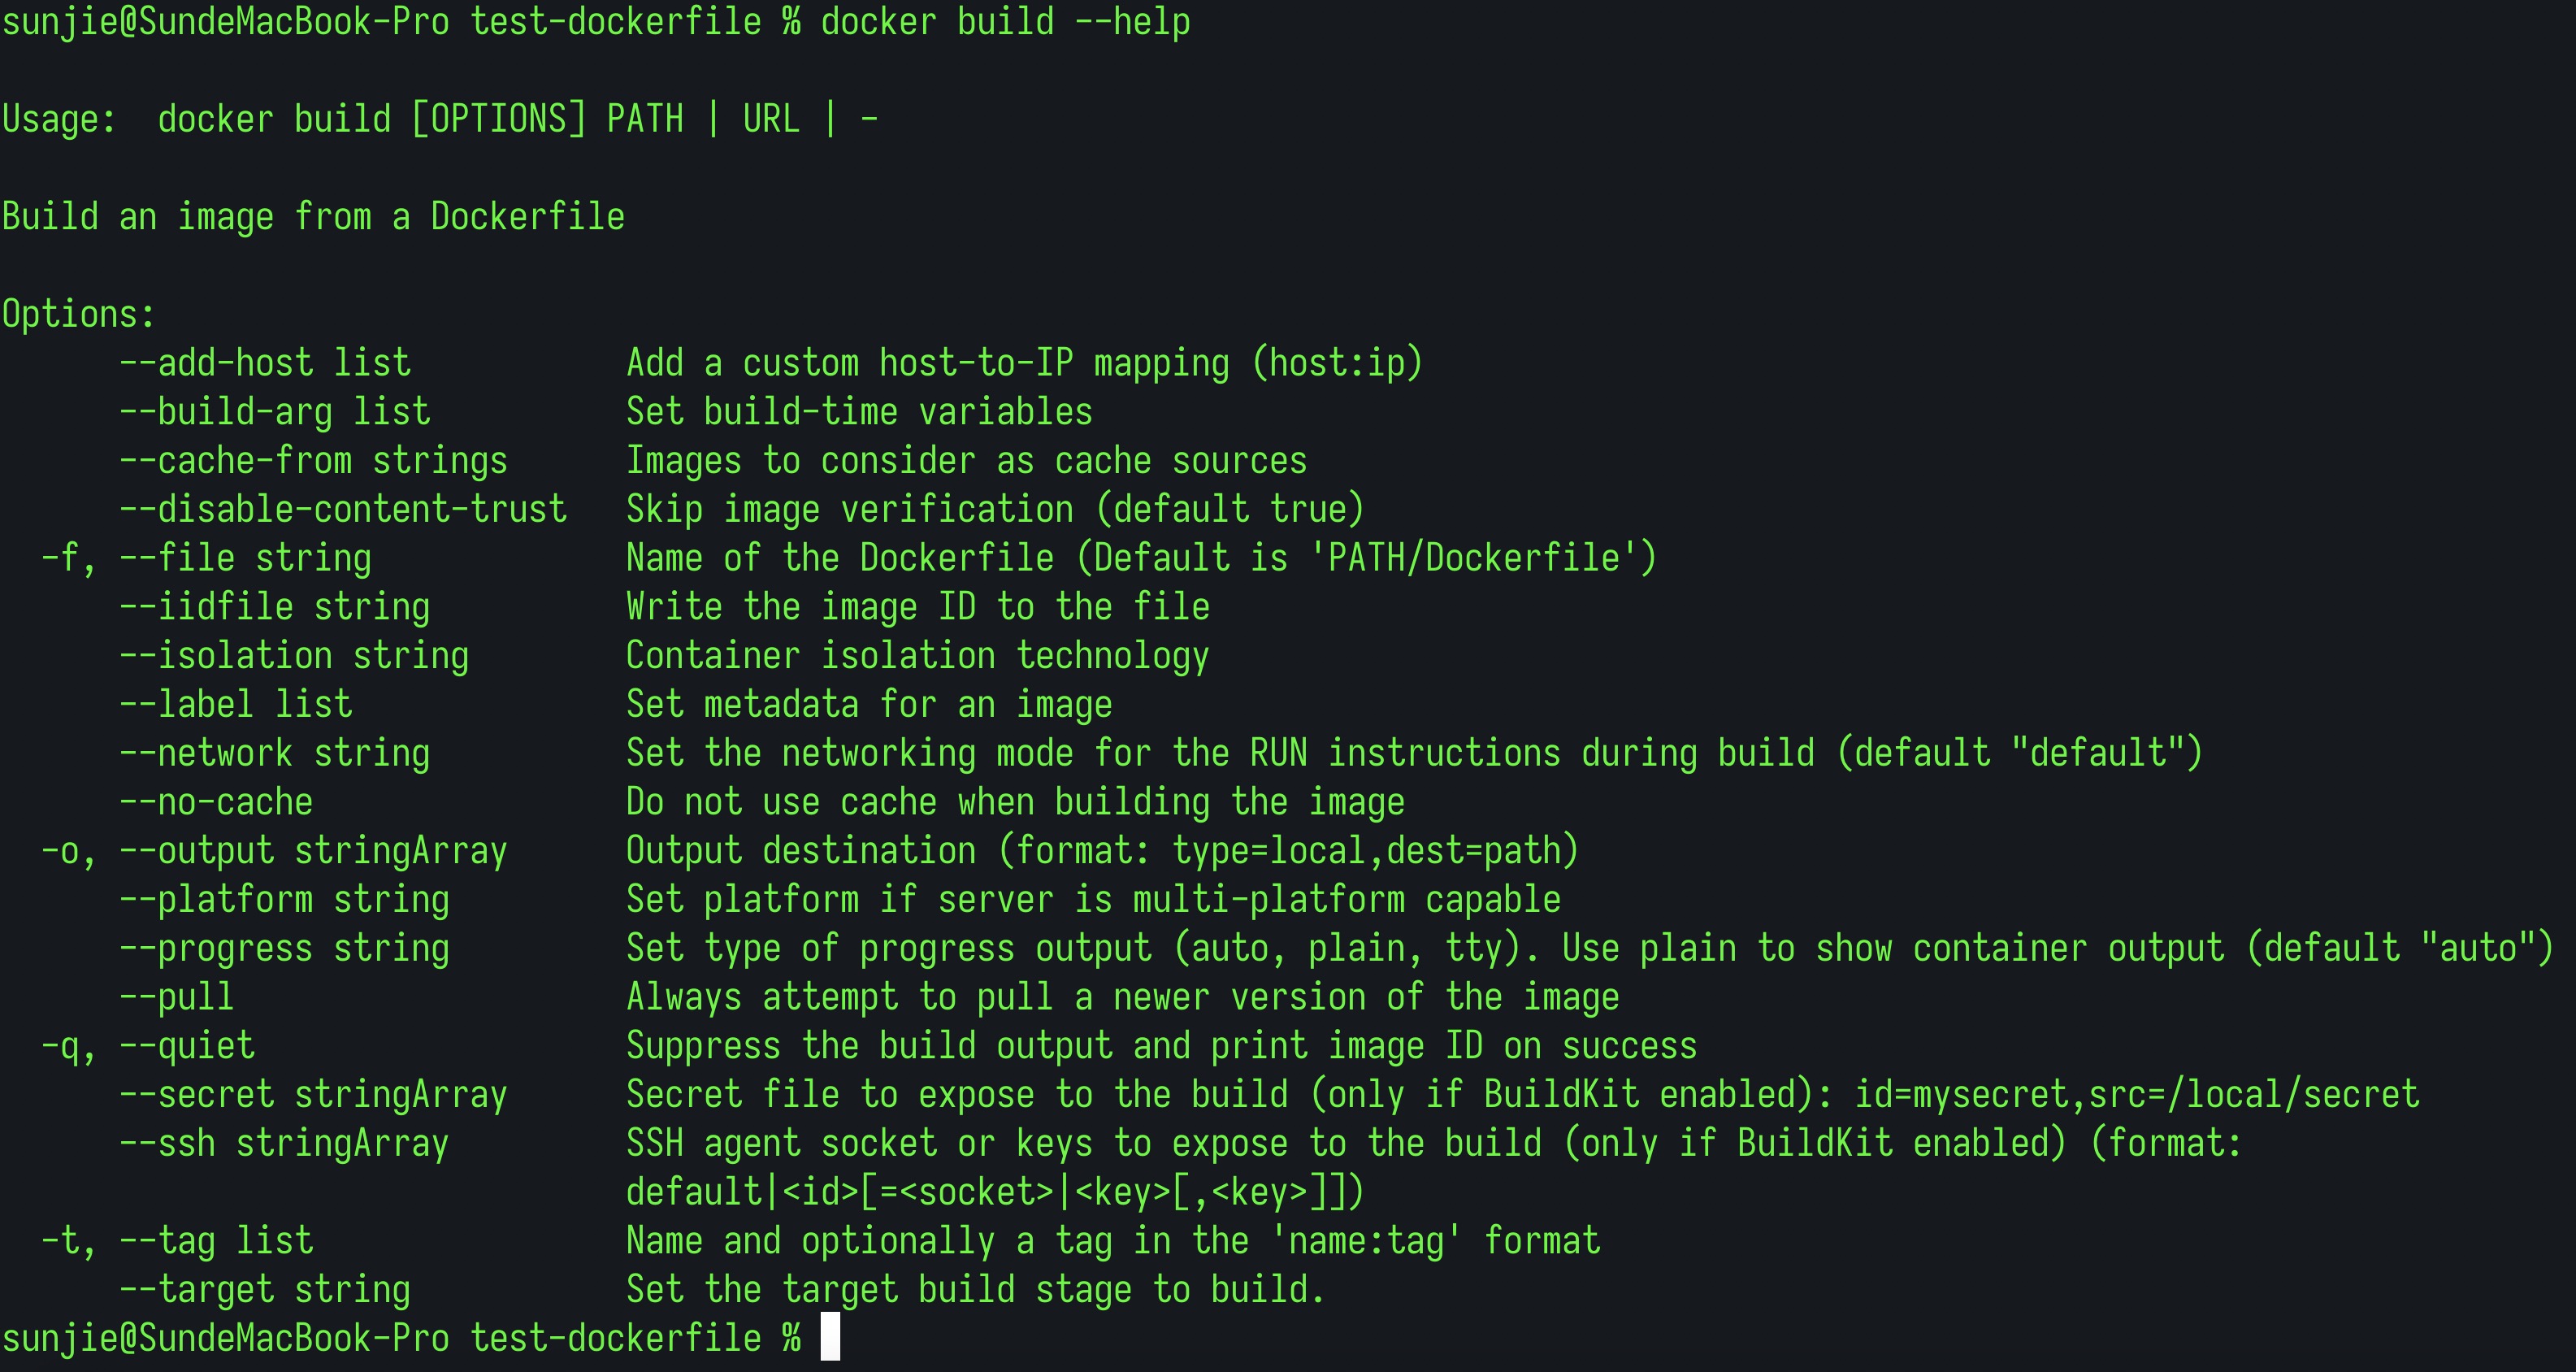 sunjie@SundeMacBook-Pro test-dockerfile % docker build --help
Usage:  docker build [OPTIONS] PATH | URL | -
Build an image from a Dockerfile
Options:
      --add-host list           Add a custom host-to-IP mapping (host:ip)
      --build-arg list          Set build-time variables
      --cache-from strings      Images to consider as cache sources
      --disable-content-trust   Skip image verification (default true)
  -f, --file string             Name of the Dockerfile (Default is 'PATH/Dockerfile')
      --iidfile string          Write the image ID to the file
      --isolation string        Container isolation technology
      --label list              Set metadata for an image
      --network string          Set the networking mode for the RUN instructions during build (default "default")
      --no-cache                Do not use cache when building the image
  -o, --output stringArray      Output destination (format: type=local,dest=path)
      --platform string         Set platform if server is multi-platform capable
      --progress string         Set type of progress output (auto, plain, tty). Use plain to show container output (default "auto")
      --pull                    Always attempt to pull a newer version of the image
  -q, --quiet                   Suppress the build output and print image ID on success
      --secret stringArray      Secret file to expose to the build (only if BuildKit enabled): id=mysecret,src=/local/secret
      --ssh stringArray         SSH agent socket or keys to expose to the build (only if BuildKit enabled) (format:
                                default|<id>[=<socket>|<key>[,<key>]])
  -t, --tag list                Name and optionally a tag in the 'name:tag' format
      --target string           Set the target build stage to build.
sunjie@SundeMacBook-Pro test-dockerfile %